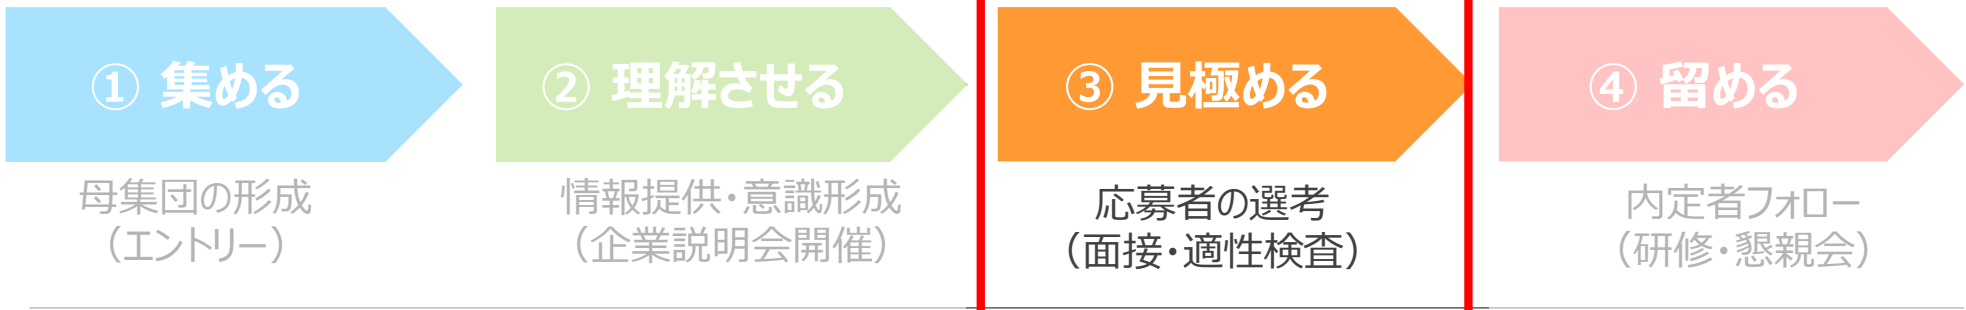 ① 集める
② 理解させる
③ 見極める
④ 留める
母集団の形成
（エントリー）
情報提供・意識形成
（企業説明会開催）
応募者の選考
（面接・適性検査）
内定者フォロー
（研修・懇親会）